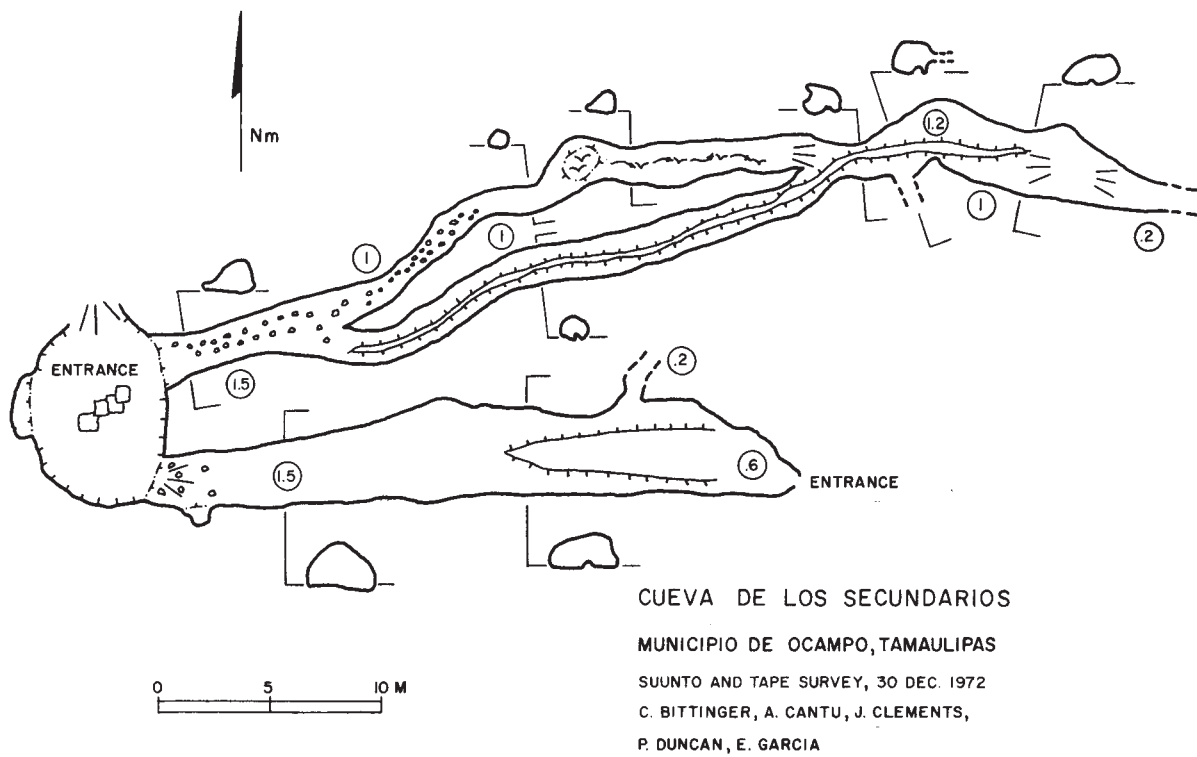 Nm
1.2
1
1
1
.2
ENTRANCE
1.5
.2
1.5
.6
ENTRANCE
CUEVA DE LOS SECUNDARIOS
MUNICIPIO DE OCAMPO, TAMAULIPAS
SUUNTO AND TAPE SURVEY, 30 DEC. 1972
C. BITTINGER, A. CANTU, J. CLEMENTS,
P. DUNCAN, E. GARCIA
0 5 10 M